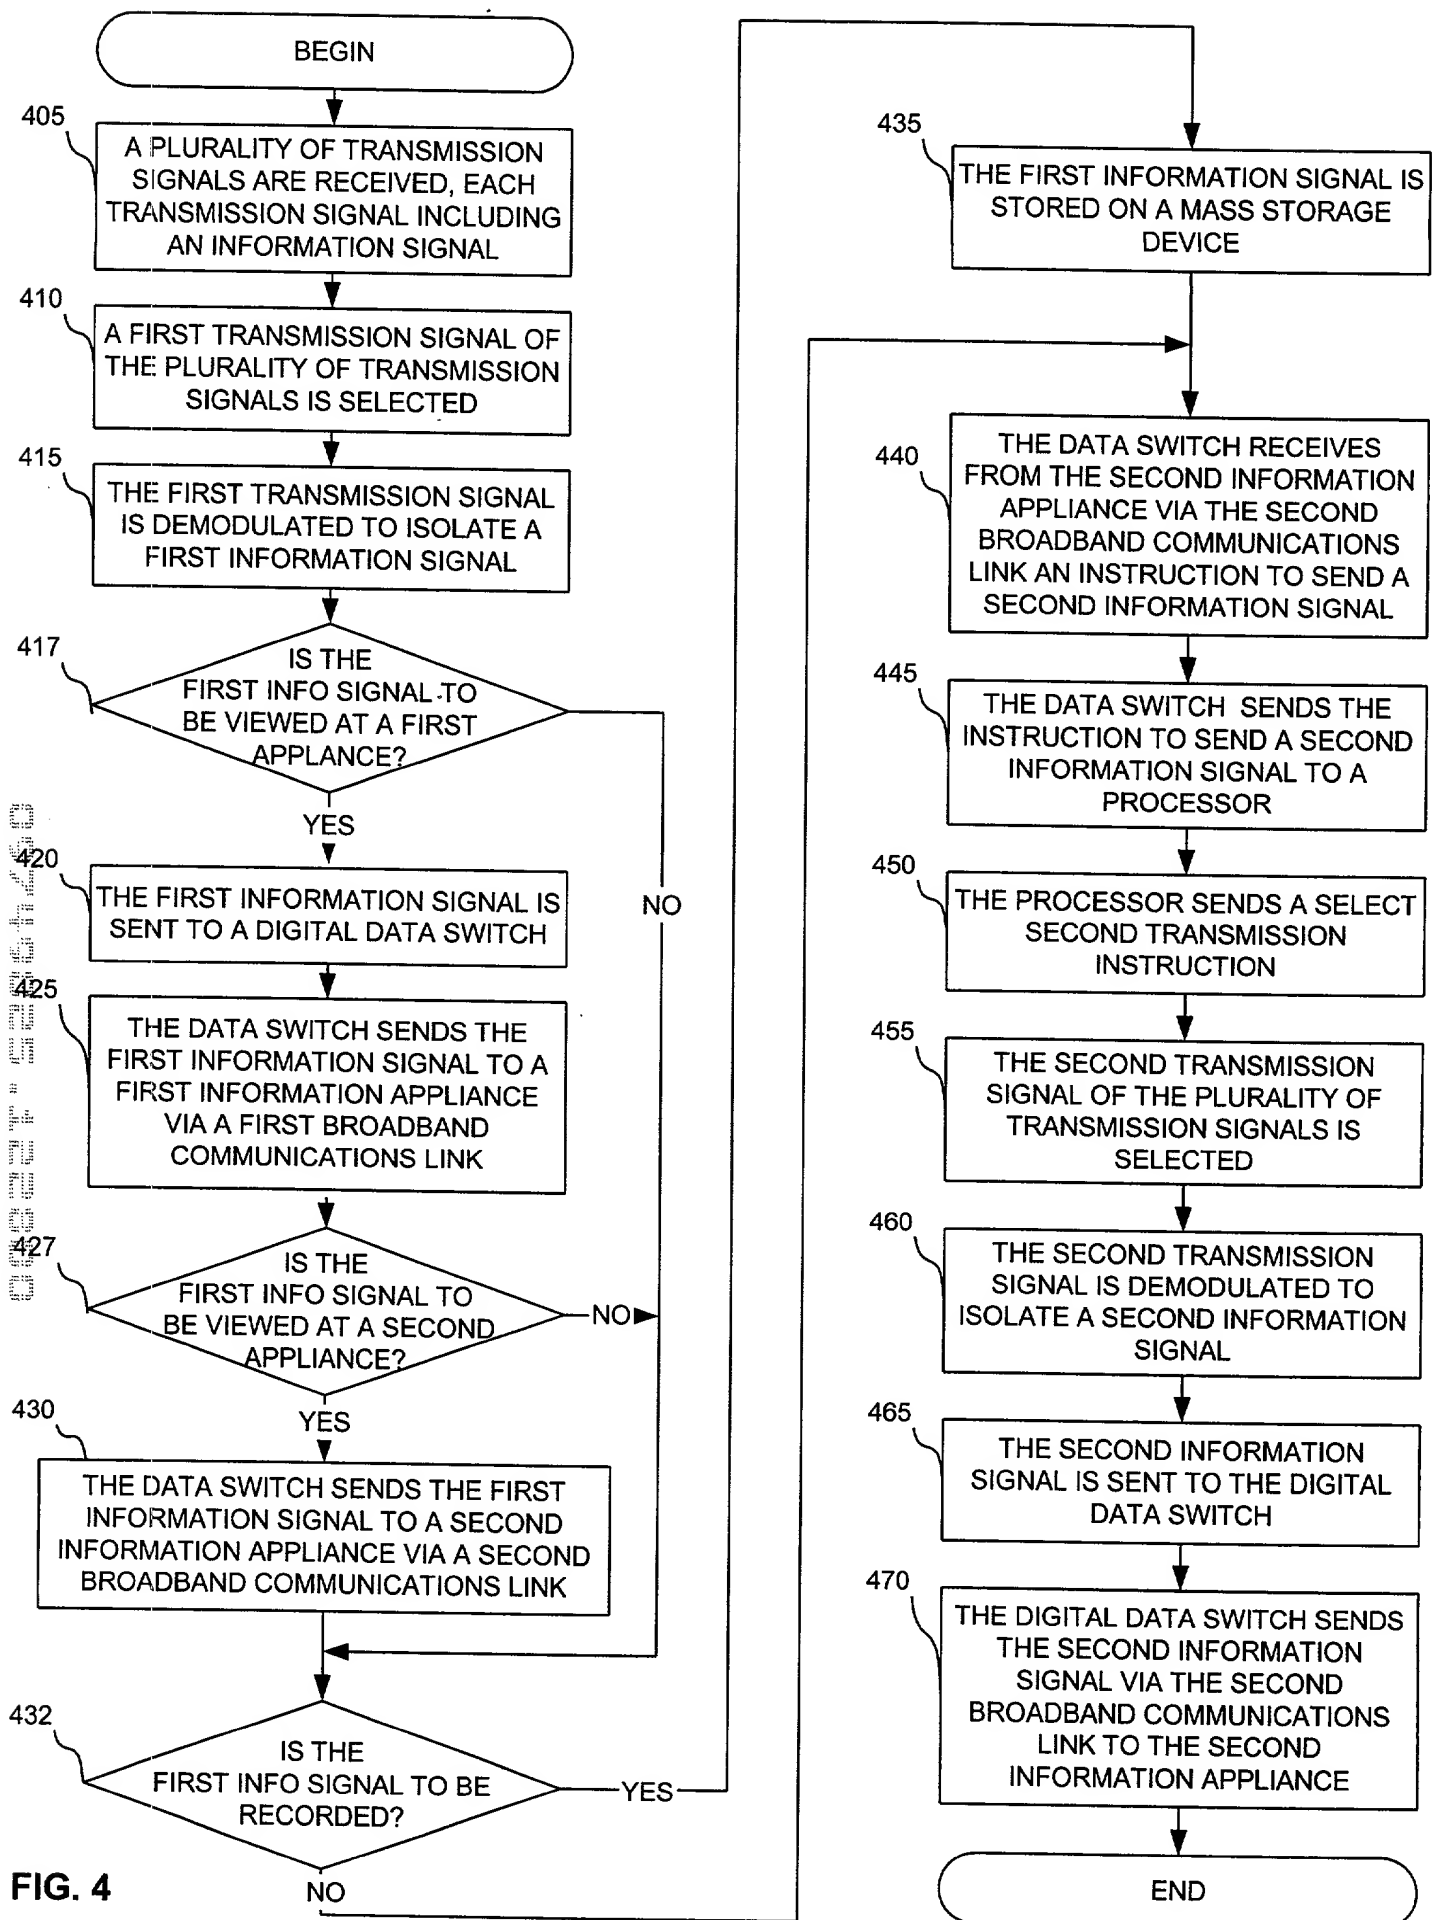 BEGIN
405
A PLURALITY OF TRANSMISSION
SIGNALS ARE RECEIVED, EACH
TRANSMISSION SIGNAL INCLUDING
AN INFORMATION SIGNAL
410
A FIRST TRANSMISSION SIGNAL OF
THE PLURALITY OF TRANSMISSION
SIGNALS IS SELECTED
415
THE FIRST TRANSMISSION SIGNAL
IS DEMODULATED TO ISOLATE A
FIRST INFORMATION SIGNAL
417
IS THE
FIRST INFO SIGNAL TO
BE VIEWED AT A FIRST
APPLANCE?
YES
NO
420
THE FIRST INFORMATION SIGNAL IS
SENT TO A DIGITAL DATA SWITCH
425
THE DATA SWITCH SENDS THE
FIRST INFORMATION SIGNAL TO A
FIRST INFORMATION APPLIANCE
VIA A FIRST BROADBAND
COMMUNICATIONS LINK
427
IS THE
FIRST INFO SIGNAL TO
BE VIEWED AT A SECOND
APPLIANCE?
NO
YES
430
THE DATA SWITCH SENDS THE FIRST
INFORMATION SIGNAL TO A SECOND
INFORMATION APPLIANCE VIA A SECOND
BROADBAND COMMUNICATIONS LINK
432
IS THE
FIRST INFO SIGNAL TO BE
RECORDED?
YES
NO
435
THE FIRST INFORMATION SIGNAL IS
STORED ON A MASS STORAGE
DEVICE
440
THE DATA SWITCH RECEIVES
FROM THE SECOND INFORMATION
APPLIANCE VIA THE SECOND
BROADBAND COMMUNICATIONS
LINK AN INSTRUCTION TO SEND A
SECOND INFORMATION SIGNAL
445
THE DATA SWITCH SENDS THE
INSTRUCTION TO SEND A SECOND
INFORMATION SIGNAL TO A
PROCESSOR
450
THE PROCESSOR SENDS A SELECT
SECOND TRANSMISSION
INSTRUCTION
455
THE SECOND TRANSMISSION
SIGNAL OF THE PLURALITY OF
TRANSMISSION SIGNALS IS
SELECTED
460
THE SECOND TRANSMISSION
SIGNAL IS DEMODULATED TO
ISOLATE A SECOND INFORMATION
SIGNAL
465
THE SECOND INFORMATION
SIGNAL IS SENT TO THE DIGITAL
DATA SWITCH
470
THE DIGITAL DATA SWITCH SENDS
THE SECOND INFORMATION
SIGNAL VIA THE SECOND
BROADBAND COMMUNICATIONS
LINK TO THE SECOND
INFORMATION APPLIANCE
END
FIG. 4